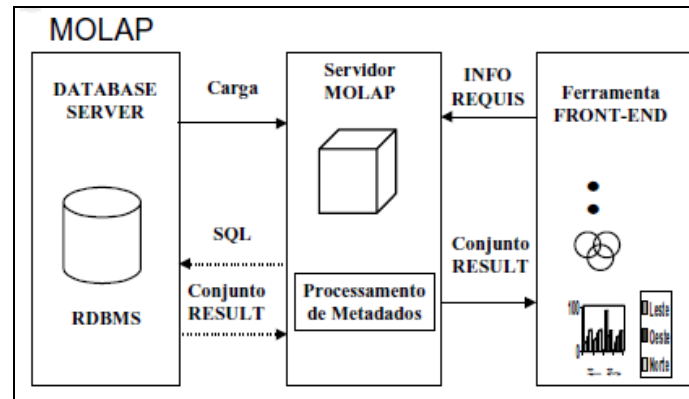 MOLAP
DATABASE
SERVER
RDBMS
Carga
SQL
Conjunto
RESULT
Servidor
MOLAP
Processamento
de Metadados
INFO
REQUIS
Conjunto
RESULT
Ferramenta
FRONT-END
100
0
Leste
Oeste
Norte